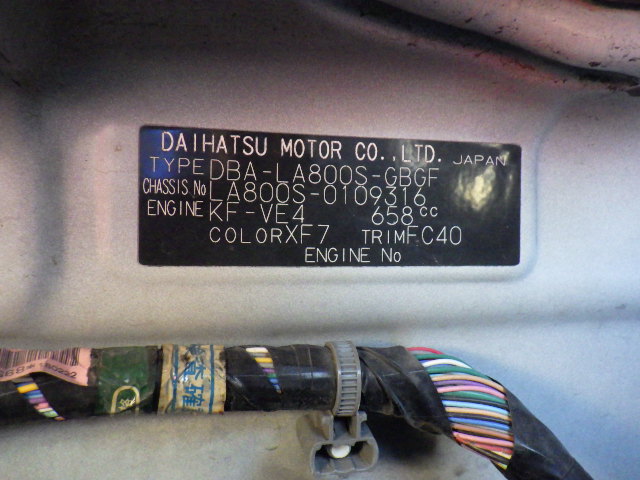 DAIHATSU MOTOR CO.,LTD. JAPAN
TYPE DBA-LA800S-GBGF
CHASSIS No LA800S-0109316
ENGINE KF-VE4 658cc
COLOR XF7 TRIM FC40
ENGINE No